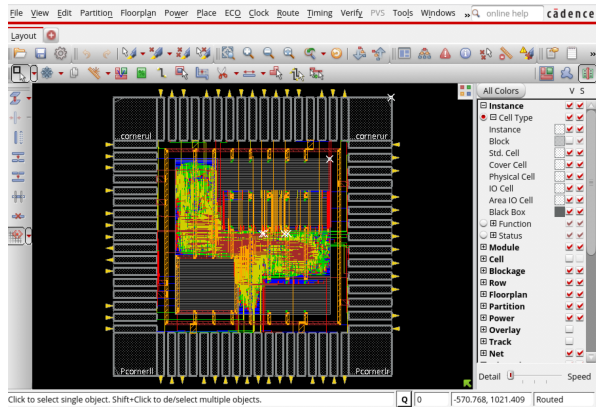 File View Edit Partition Floorplan Power Place ECO Clock Route Timing Verify PVS Tools Windows » online help cādence
Layout
»
All Colors V S
Instance
Cell Type
Instance
Block
Std. Cell
Cover Cell
Physical Cell
IO Cell
Area IO Cell
Black Box
Function
Status
Module
Cell
Blockage
Row
Floorplan
Partition
Power
Overlay
Track
Net
cornerul cornerur
Pcornerll Pcornerlr
Detail Speed
Click to select single object. Shift+Click to de/select multiple objects. Q 0 -570.768, 1021.409 Routed